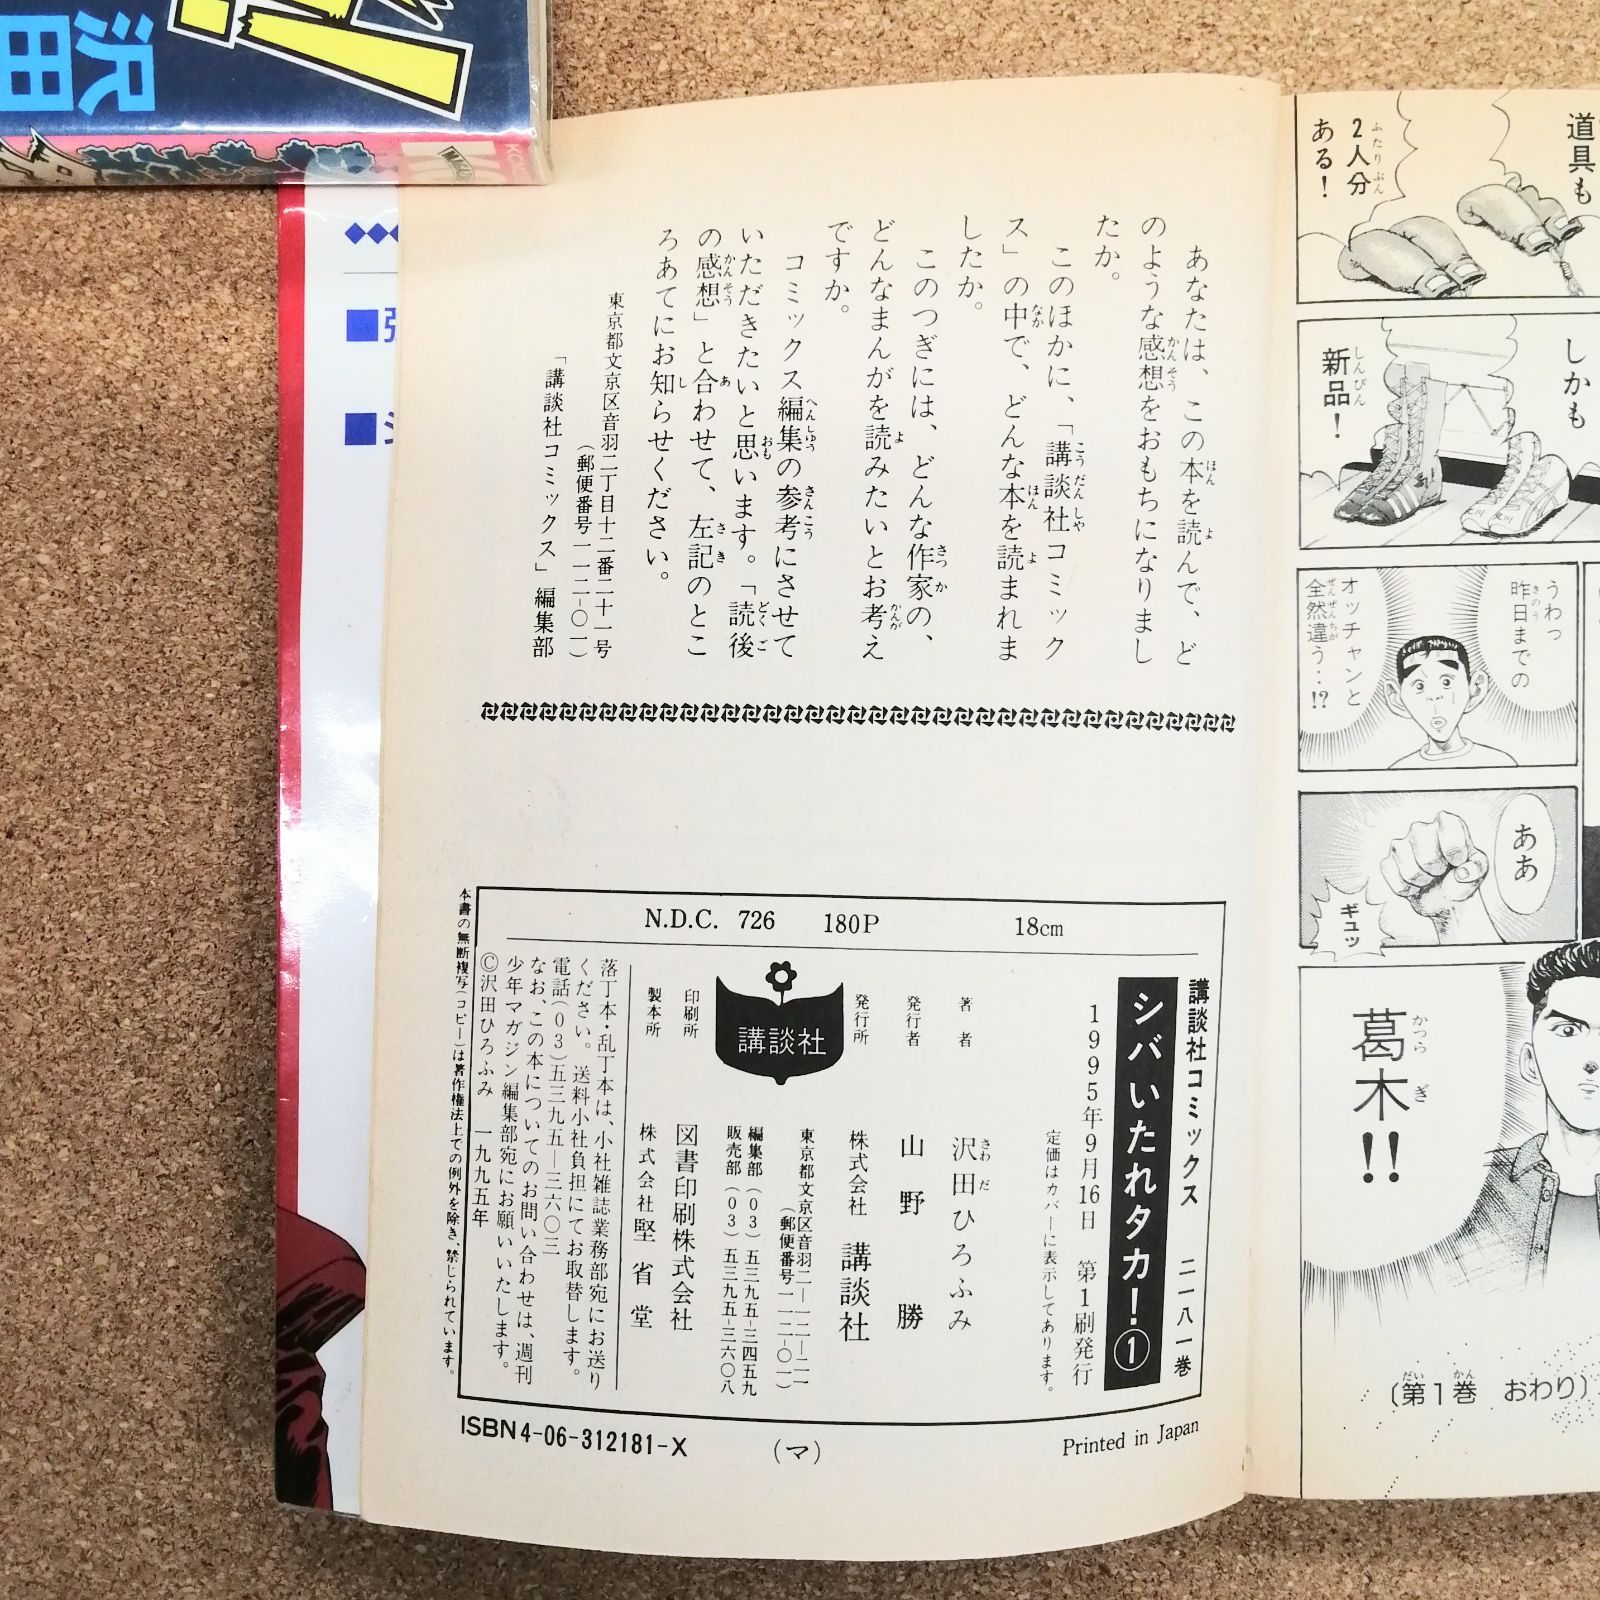 沢田
道具も
2人分
ある!
しかも
新品!
うわっ
昨日までの
オッチャンと
全然違う‥!?
ああ
ギュッ
葛木!!
(第1巻 おわり)
あなたは、この本を読んで、ど
のような感想をおもちになりまし
たか。
このほかに、「講談社コミック
ス」の中で、どんな本を読まれま
したか。
このつぎには、どんな作家の、
どんなまんがを読みたいとお考え
ですか。
コミックス編集の参考にさせて
いただきたいと思います。「読後
の感想」と合わせて、左記のとこ
ろあてにお知らせください。
東京都文京区音羽二丁目十二番二十一号
(郵便番号一一二-〇一)
「講談社コミックス」編集部
N.D.C. 726 180P 18cm
講談社コミックス 二一八一巻
シバいたれタカ!①
1995年9月16日 第1刷発行
定価はカバーに表示してあります。
著者 沢田ひろふみ
発行者 山野勝
発行所 株式会社 講談社
東京都文京区音羽二-一二-二一
(郵便番号一一二-〇一)
編集部(03)五三九五-三四五九
販売部(03)五三九五-三六〇八
講談社
印刷所 図書印刷株式会社
製本所 株式会社堅省堂
落丁本・乱丁本は、小社雑誌業務部宛にお送り
ください。送料小社負担にてお取替します。
電話(03)五三九五-三六〇三
なお、この本についてのお問い合わせは、週刊
少年マガジン編集部宛にお願いいたします。
©沢田ひろふみ 一九九五年
本書の無断複写(コピー)は著作権法上での例外を除き、禁じられています。
ISBN4-06-312181-X
(マ)
Printed in Japan